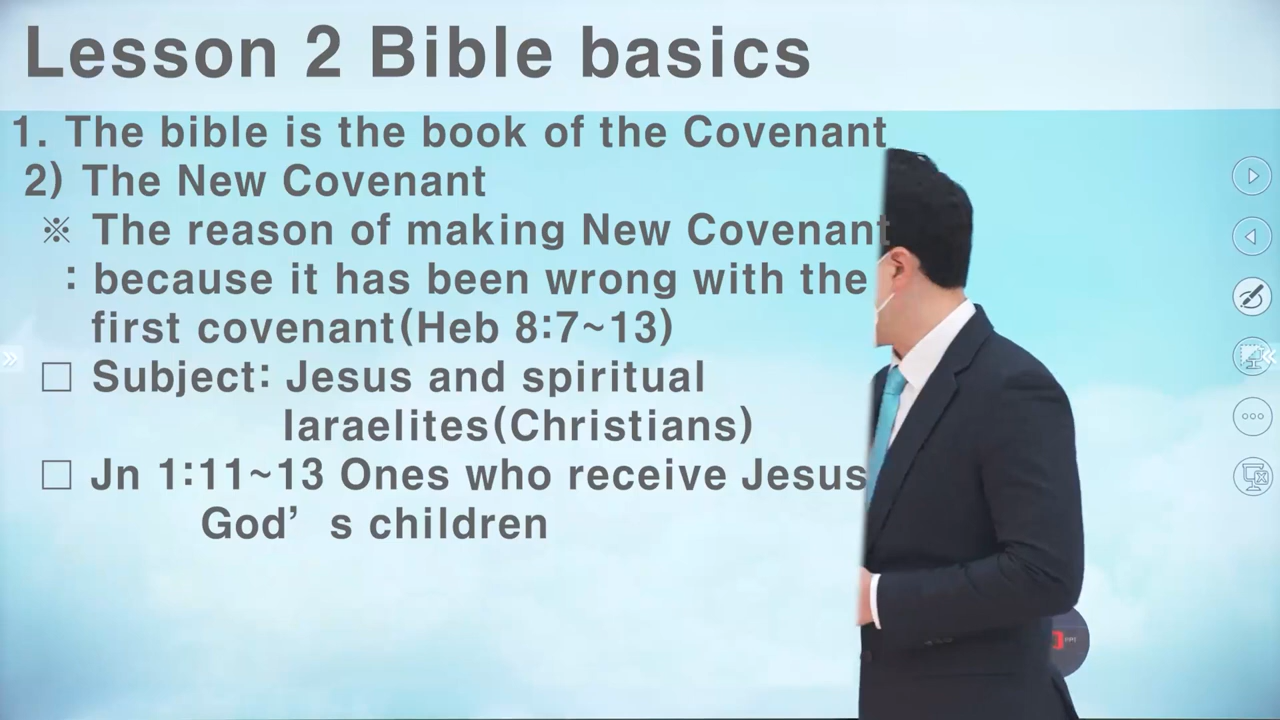 Lesson 2 Bible basics
1. The bible is the book of the Covenant
2) The New Covenant
※ The reason of making New Covenant
: because it has been wrong with the
first covenant(Heb 8:7~13)
□ Subject: Jesus and spiritual
Iaraelites(Christians)
□ Jn 1:11~13 Ones who receive Jesus
God’s children
PPT